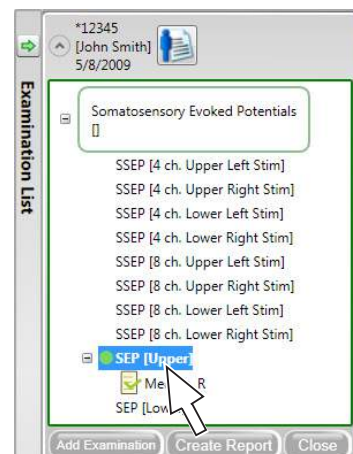 *12345
[John Smith]
5/8/2009
Examination List
Somatosensory Evoked Potentials
[]
SSEP [4 ch. Upper Left Stim]
SSEP [4 ch. Upper Right Stim]
SSEP [4 ch. Lower Left Stim]
SSEP [4 ch. Lower Right Stim]
SSEP [8 ch. Upper Left Stim]
SSEP [8 ch. Upper Right Stim]
SSEP [8 ch. Lower Left Stim]
SSEP [8 ch. Lower Right Stim]
SEP [Upper]
R
SEP
Add Examination Create Report Close